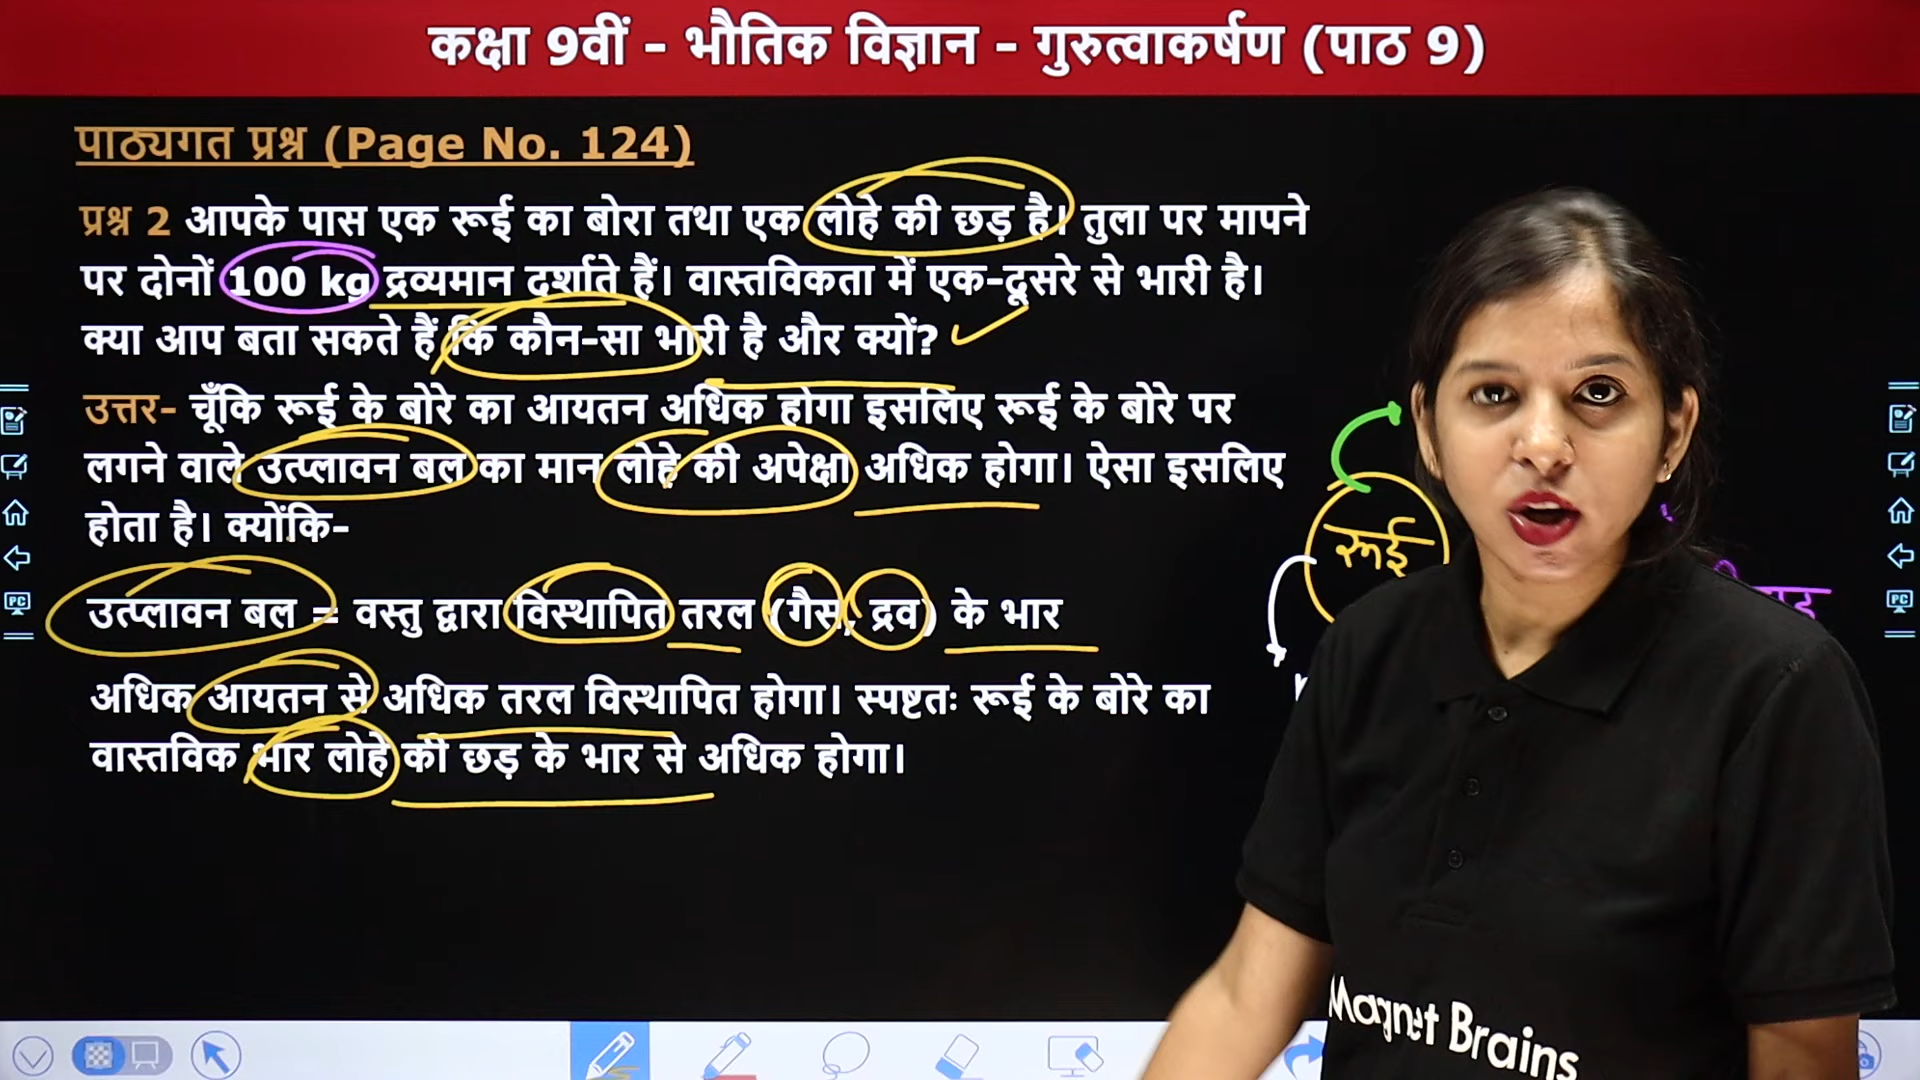 कक्षा 9वीं - भौतिक विज्ञान - गुरुत्वाकर्षण (पाठ 9)
पाठ्यगत प्रश्न (Page No. 124)
प्रश्न 2 आपके पास एक रूई का बोरा तथा एक लोहे की छड़ है। तुला पर मापने
पर दोनों 100 kg द्रव्यमान दर्शाते हैं। वास्तविकता में एक-दूसरे से भारी है।
क्या आप बता सकते हैं कि कौन-सा भारी है और क्यों?
उत्तर- चूँकि रूई के बोरे का आयतन अधिक होगा इसलिए रूई के बोरे पर
लगने वाले उत्प्लावन बल का मान लोहे की अपेक्षा अधिक होगा। ऐसा इसलिए
होता है। क्योंकि-
रूई
उत्प्लावन बल = वस्तु द्वारा विस्थापित तरल (गैस, द्रव) के भार
अधिक आयतन से अधिक तरल विस्थापित होगा। स्पष्टतः रूई के बोरे का
वास्तविक भार लोहे की छड़ के भार से अधिक होगा।
Magnet Brains
PC
PC